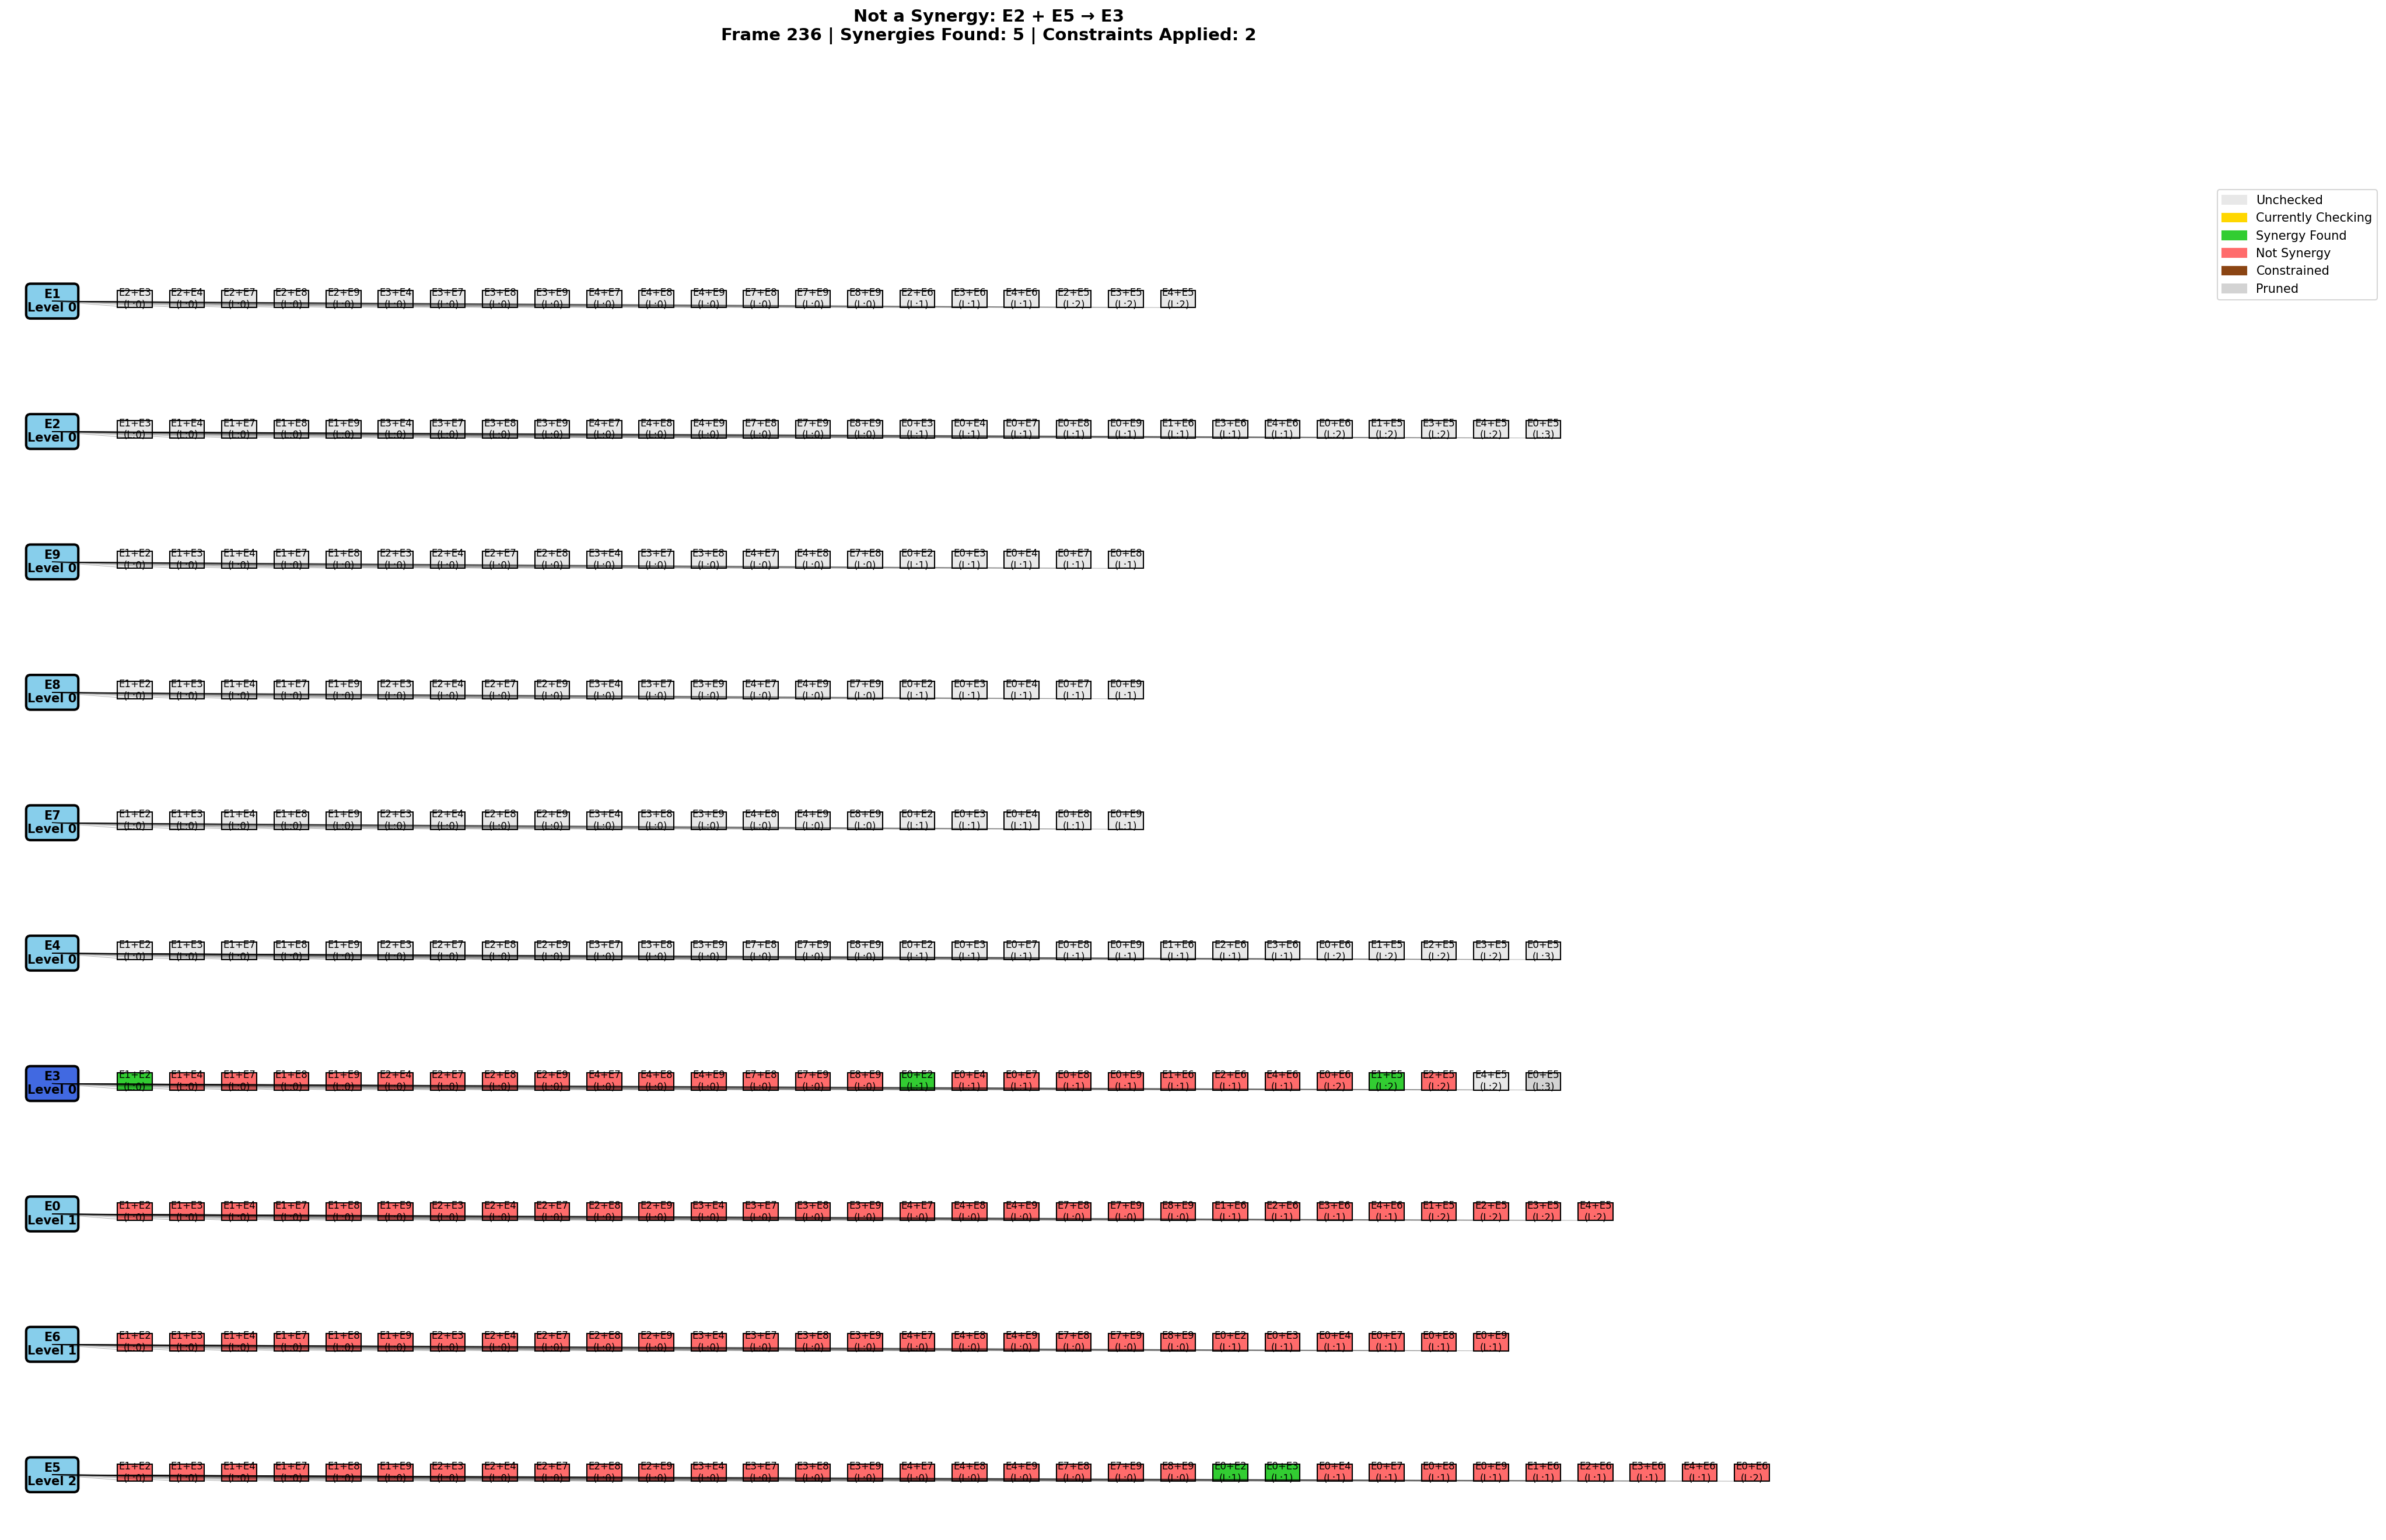 Not a Synergy: E2 + E5 → E3
Frame 236 | Synergies Found: 5 | Constraints Applied: 2
Unchecked
Currently Checking
Synergy Found
Not Synergy
Constrained
Pruned
E1 E2+E3 E2+E4 E2+E7 E2+E8 E2+E9 E3+E4 E3+E7 E3+E8 E3+E9 E4+E7 E4+E8 E4+E9 E7+E8 E7+E9 E8+E9 E2+E6 E3+E6 E4+E6 E2+E5 E3+E5 E4+E5
Level 0 (L:0) (L:0) (L:0) (L:0) (L:0) (L:0) (L:0) (L:0) (L:0) (L:0) (L:0) (L:0) (L:0) (L:0) (L:0) (L:1) (L:1) (L:1) (L:2) (L:2) (L:2)
E2 E1+E3 E1+E4 E1+E7 E1+E8 E1+E9 E3+E4 E3+E7 E3+E8 E3+E9 E4+E7 E4+E8 E4+E9 E7+E8 E7+E9 E8+E9 E0+E3 E0+E4 E0+E7 E0+E8 E0+E9 E1+E6 E3+E6 E4+E6 E0+E6 E1+E5 E3+E5 E4+E5 E0+E5
Level 0 (L:0) (L:0) (L:0) (L:0) (L:0) (L:0) (L:0) (L:0) (L:0) (L:0) (L:0) (L:0) (L:0) (L:0) (L:0) (L:1) (L:1) (L:1) (L:1) (L:1) (L:1) (L:1) (L:1) (L:2) (L:2) (L:2) (L:2) (L:3)
E9 E1+E2 E1+E3 E1+E4 E1+E7 E1+E8 E2+E3 E2+E4 E2+E7 E2+E8 E3+E4 E3+E7 E3+E8 E4+E7 E4+E8 E7+E8 E0+E2 E0+E3 E0+E4 E0+E7 E0+E8
Level 0 (L:0) (L:0) (L:0) (L:0) (L:0) (L:0) (L:0) (L:0) (L:0) (L:0) (L:0) (L:0) (L:0) (L:0) (L:0) (L:1) (L:1) (L:1) (L:1) (L:1)
E8 E1+E2 E1+E3 E1+E4 E1+E7 E1+E9 E2+E3 E2+E4 E2+E7 E2+E9 E3+E4 E3+E7 E3+E9 E4+E7 E4+E9 E7+E9 E0+E2 E0+E3 E0+E4 E0+E7 E0+E9
Level 0 (L:0) (L:0) (L:0) (L:0) (L:0) (L:0) (L:0) (L:0) (L:0) (L:0) (L:0) (L:0) (L:0) (L:0) (L:0) (L:1) (L:1) (L:1) (L:1) (L:1)
E7 E1+E2 E1+E3 E1+E4 E1+E8 E1+E9 E2+E3 E2+E4 E2+E8 E2+E9 E3+E4 E3+E8 E3+E9 E4+E8 E4+E9 E8+E9 E0+E2 E0+E3 E0+E4 E0+E8 E0+E9
Level 0 (L:0) (L:0) (L:0) (L:0) (L:0) (L:0) (L:0) (L:0) (L:0) (L:0) (L:0) (L:0) (L:0) (L:0) (L:0) (L:1) (L:1) (L:1) (L:1) (L:1)
E4 E1+E2 E1+E3 E1+E7 E1+E8 E1+E9 E2+E3 E2+E7 E2+E8 E2+E9 E3+E7 E3+E8 E3+E9 E7+E8 E7+E9 E8+E9 E0+E2 E0+E3 E0+E7 E0+E8 E0+E9 E1+E6 E2+E6 E3+E6 E0+E6 E1+E5 E2+E5 E3+E5 E0+E5
Level 0 (L:0) (L:0) (L:0) (L:0) (L:0) (L:0) (L:0) (L:0) (L:0) (L:0) (L:0) (L:0) (L:0) (L:0) (L:0) (L:1) (L:1) (L:1) (L:1) (L:1) (L:1) (L:1) (L:1) (L:2) (L:2) (L:2) (L:2) (L:3)
E3 E1+E2 E1+E4 E1+E7 E1+E8 E1+E9 E2+E4 E2+E7 E2+E8 E2+E9 E4+E7 E4+E8 E4+E9 E7+E8 E7+E9 E8+E9 E0+E2 E0+E4 E0+E7 E0+E8 E0+E9 E1+E6 E2+E6 E4+E6 E0+E6 E1+E5 E2+E5 E4+E5 E0+E5
Level 0 (L:0) (L:0) (L:0) (L:0) (L:0) (L:0) (L:0) (L:0) (L:0) (L:0) (L:0) (L:0) (L:0) (L:0) (L:0) (L:1) (L:1) (L:1) (L:1) (L:1) (L:1) (L:1) (L:1) (L:2) (L:2) (L:2) (L:2) (L:3)
E0 E1+E2 E1+E3 E1+E4 E1+E7 E1+E8 E1+E9 E2+E3 E2+E4 E2+E7 E2+E8 E2+E9 E3+E4 E3+E7 E3+E8 E3+E9 E4+E7 E4+E8 E4+E9 E7+E8 E7+E9 E8+E9 E1+E6 E2+E6 E3+E6 E4+E6 E1+E5 E2+E5 E3+E5 E4+E5
Level 1 (L:0) (L:0) (L:0) (L:0) (L:0) (L:0) (L:0) (L:0) (L:0) (L:0) (L:0) (L:0) (L:0) (L:0) (L:0) (L:0) (L:0) (L:0) (L:0) (L:0) (L:0) (L:1) (L:1) (L:1) (L:1) (L:2) (L:2) (L:2) (L:2)
E6 E1+E2 E1+E3 E1+E4 E1+E7 E1+E8 E1+E9 E2+E3 E2+E4 E2+E7 E2+E8 E2+E9 E3+E4 E3+E7 E3+E8 E3+E9 E4+E7 E4+E8 E4+E9 E7+E8 E7+E9 E8+E9 E0+E2 E0+E3 E0+E4 E0+E7 E0+E8 E0+E9
Level 1 (L:0) (L:0) (L:0) (L:0) (L:0) (L:0) (L:0) (L:0) (L:0) (L:0) (L:0) (L:0) (L:0) (L:0) (L:0) (L:0) (L:0) (L:0) (L:0) (L:0) (L:0) (L:1) (L:1) (L:1) (L:1) (L:1) (L:1)
E5 E1+E2 E1+E3 E1+E4 E1+E7 E1+E8 E1+E9 E2+E3 E2+E4 E2+E7 E2+E8 E2+E9 E3+E4 E3+E7 E3+E8 E3+E9 E4+E7 E4+E8 E4+E9 E7+E8 E7+E9 E8+E9 E0+E2 E0+E3 E0+E4 E0+E7 E0+E8 E0+E9 E1+E6 E2+E6 E3+E6 E4+E6 E0+E6
Level 2 (L:0) (L:0) (L:0) (L:0) (L:0) (L:0) (L:0) (L:0) (L:0) (L:0) (L:0) (L:0) (L:0) (L:0) (L:0) (L:0) (L:0) (L:0) (L:0) (L:0) (L:0) (L:1) (L:1) (L:1) (L:1) (L:1) (L:1) (L:1) (L:1) (L:1) (L:1) (L:2)